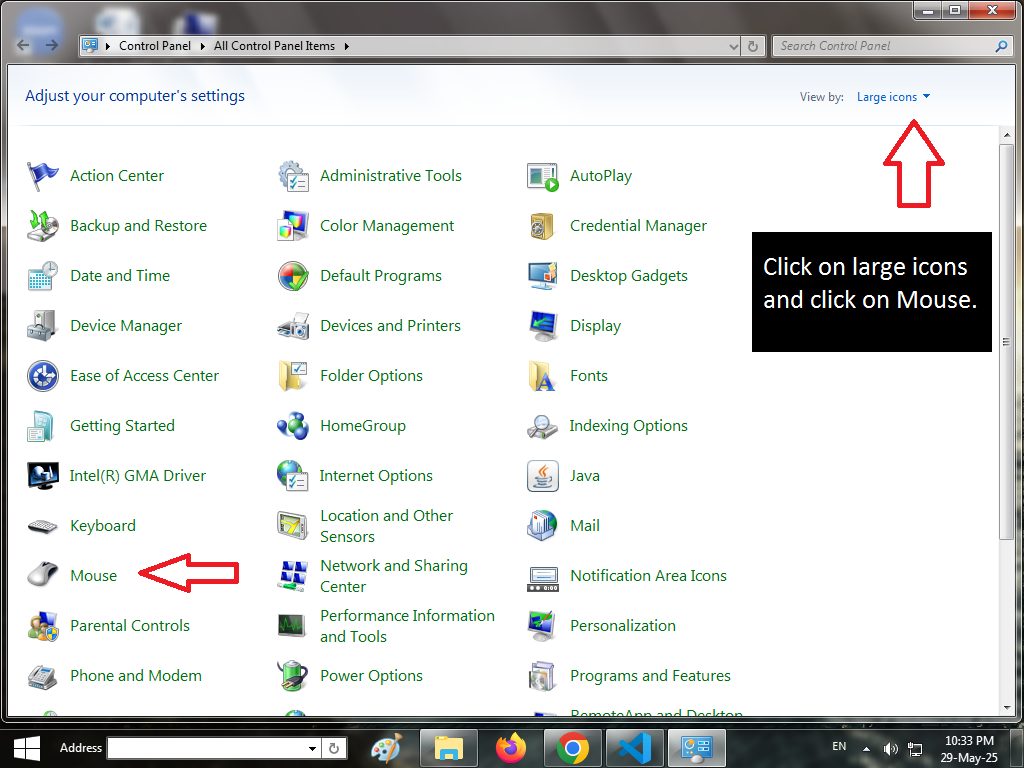 Control Panel
All Control Panel Items
Search Control Panel
Adjust your computer's settings
View by:
Large icons
Action Center
Administrative Tools
AutoPlay
Backup and Restore
Color Management
Credential Manager
Date and Time
Default Programs
Desktop Gadgets
Click on large icons
and click on Mouse.
Device Manager
Devices and Printers
Display
Ease of Access Center
Folder Options
Fonts
Getting Started
HomeGroup
Indexing Options
Intel(R) GMA Driver
Internet Options
Java
Keyboard
Location and Other
Sensors
Mail
Mouse
Network and Sharing
Center
Notification Area Icons
Parental Controls
Performance Information
and Tools
Personalization
Phone and Modem
Power Options
Programs and Features
RemoteApp and Desktop
Address
EN
10:33 PM
29-May-25